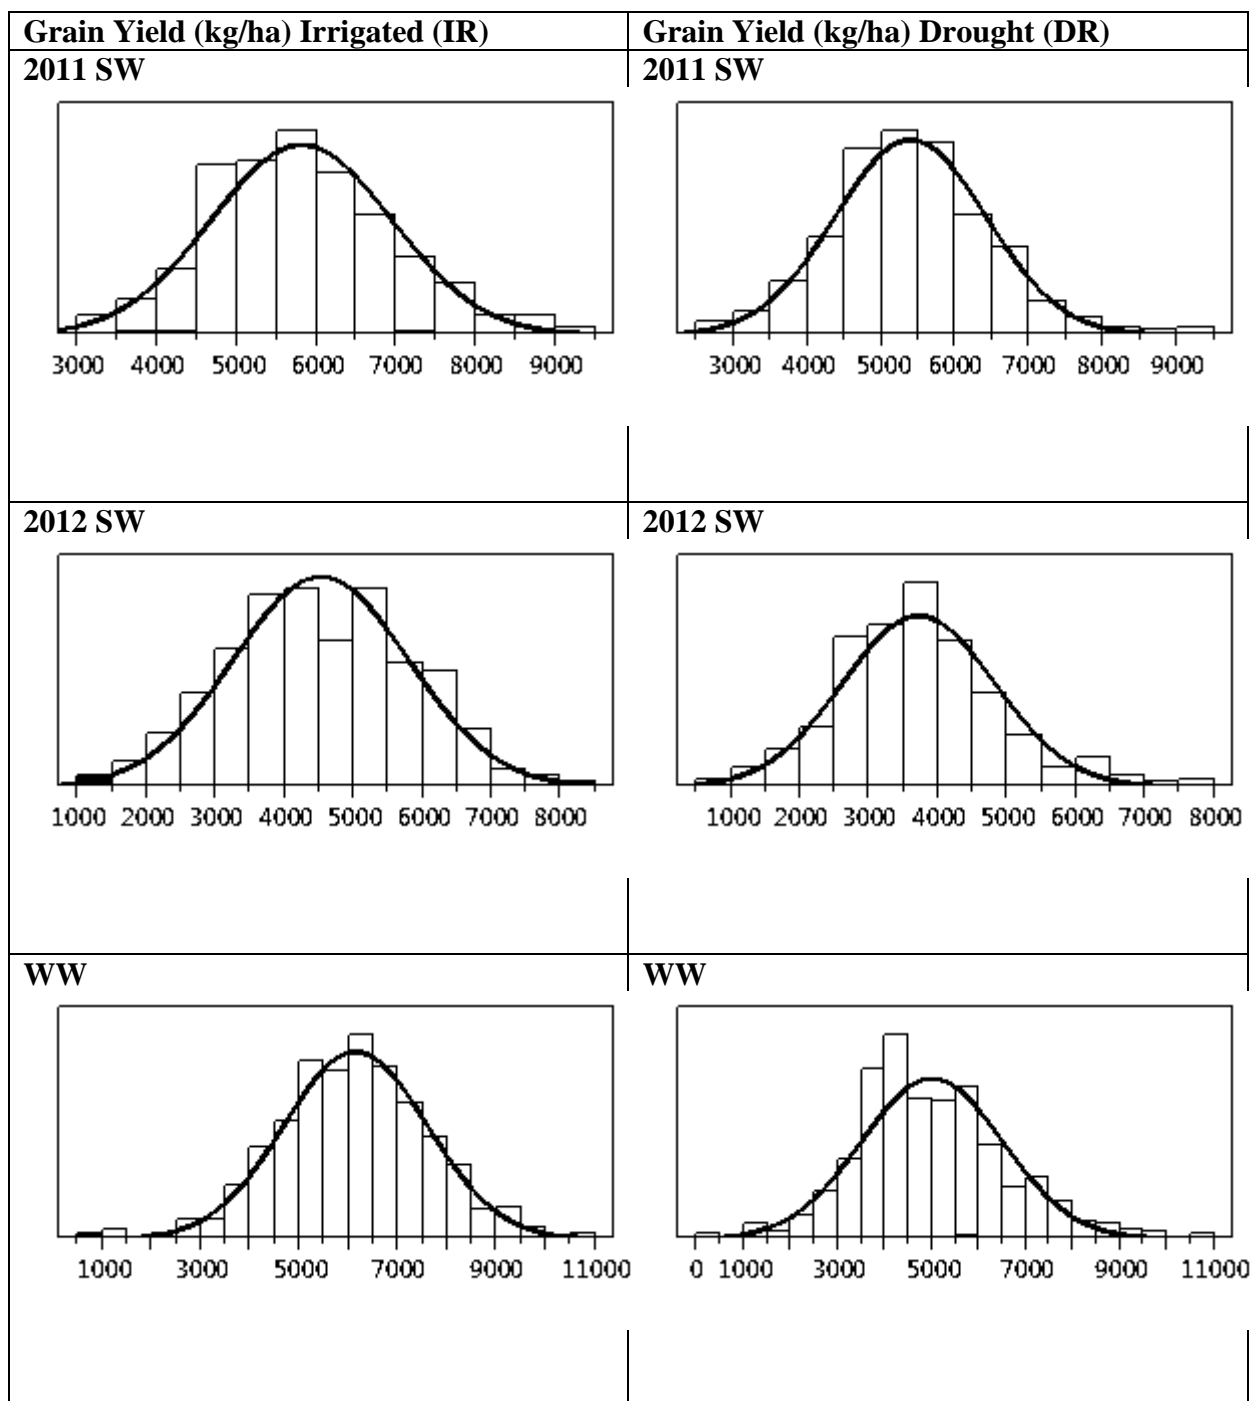 Grain Yield (kg/ha) Irrigated (IR) Grain Yield (kg/ha) Drought (DR)
2011 SW 2011 SW
3000 4000 5000 6000 7000 8000 9000 3000 4000 5000 6000 7000 8000 9000
2012 SW 2012 SW
1000 2000 3000 4000 5000 6000 7000 8000 1000 2000 3000 4000 5000 6000 7000 8000
WW WW
1000 3000 5000 7000 9000 11000 0 1000 3000 5000 7000 9000 11000